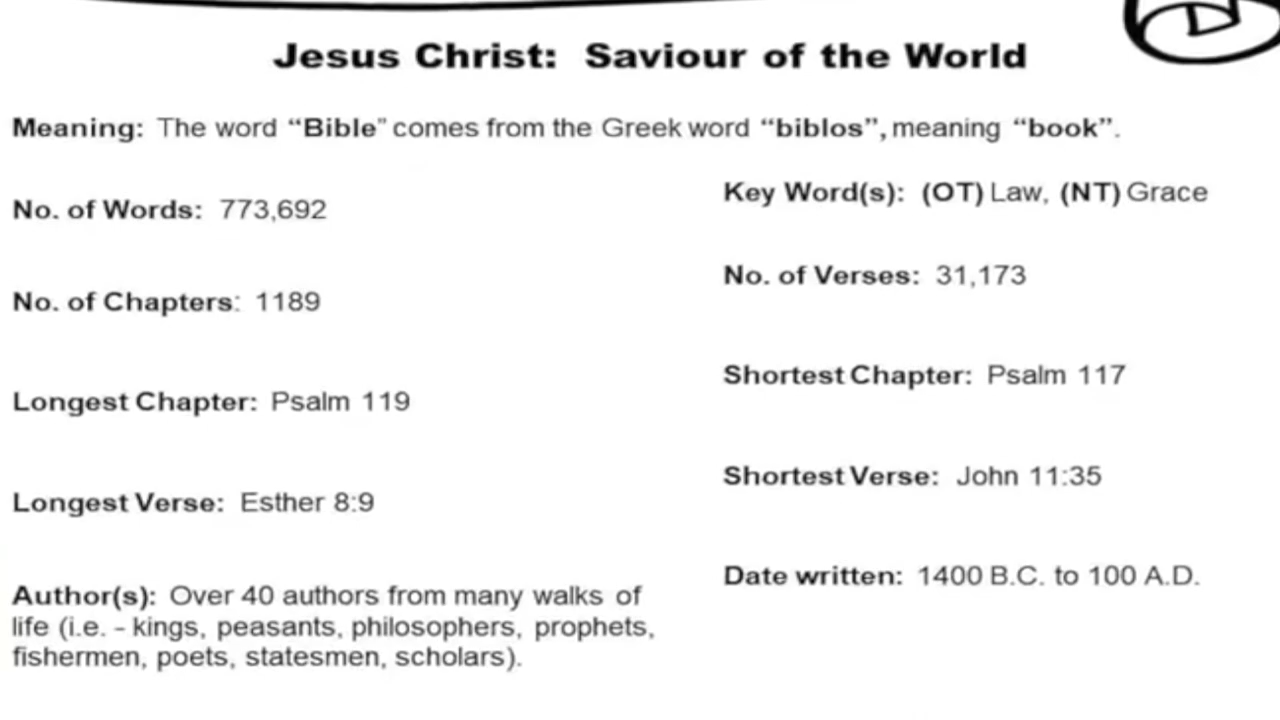 Jesus Christ: Saviour of the World
Meaning: The word “Bible” comes from the Greek word “biblos”, meaning “book”.
No. of Words: 773,692
Key Word(s): (OT) Law, (NT) Grace
No. of Chapters: 1189
No. of Verses: 31,173
Longest Chapter: Psalm 119
Shortest Chapter: Psalm 117
Longest Verse: Esther 8:9
Shortest Verse: John 11:35
Author(s): Over 40 authors from many walks of
life (i.e. - kings, peasants, philosophers, prophets,
fishermen, poets, statesmen, scholars).
Date written: 1400 B.C. to 100 A.D.